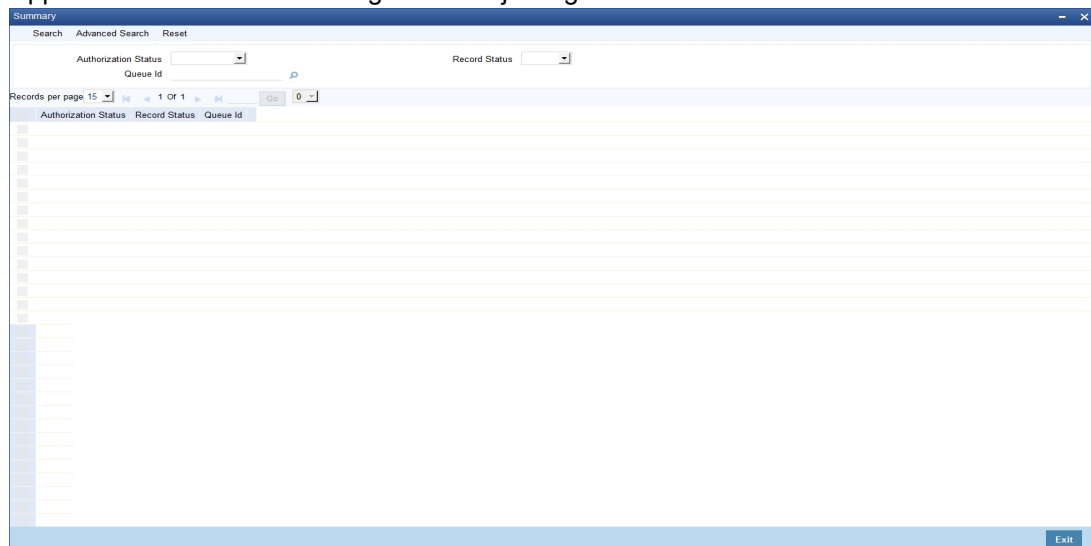 Summary
Search Advanced Search Reset
Authorization Status Record Status
Queue Id
Records per page 15 1 Of 1 Go 0
Authorization Status Record Status Queue Id
Exit